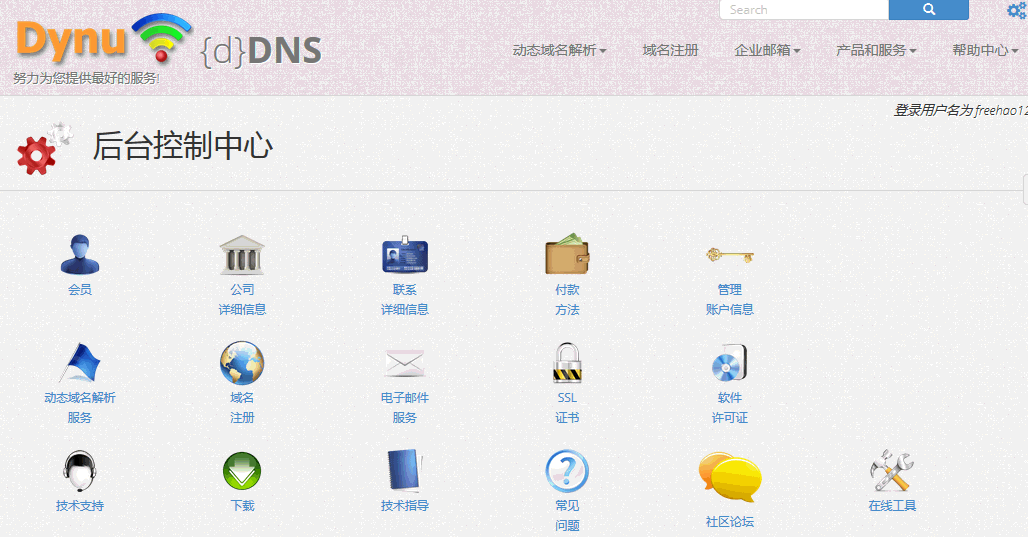 Search
Dynu
{d}DNS
动态域名解析
域名注册
企业邮箱
产品和服务
帮助中心
努力为您提供最好的服务!
登录用户名为 freehao12
后台控制中心
会员
公司
详细信息
联系
详细信息
付款
方法
管理
账户信息
动态域名解析
服务
域名
注册
电子邮件
服务
SSL
证书
软件
许可证
技术支持
下载
技术指导
常见
问题
社区论坛
在线工具